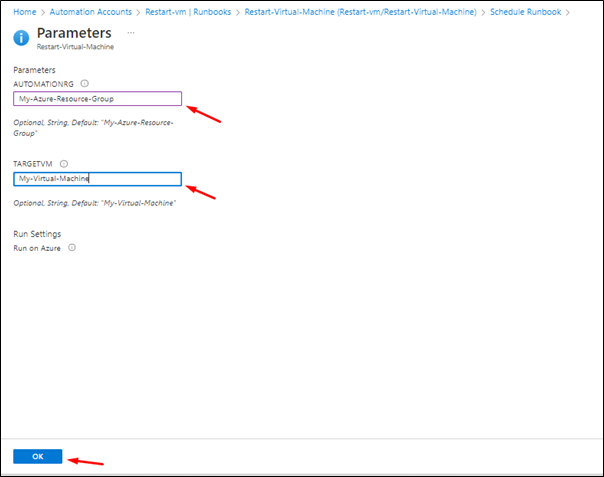 Home > Automation Accounts > Restart-vm | Runbooks > Restart-Virtual-Machine (Restart-vm/Restart-Virtual-Machine) > Schedule Runbook >
Parameters ...
Restart-Virtual-Machine
Parameters
AUTOMATIONRG
My-Azure-Resource-Group
Optional, String, Default: "My-Azure-Resource-
Group"
TARGETVM
My-Virtual-Machine
Optional, String, Default: "My-Virtual-Machine"
Run Settings
Run on Azure
OK